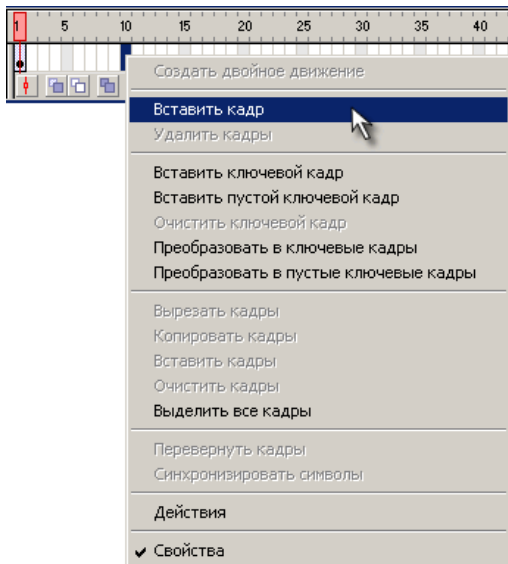 1 5 10 15 20 25 30 35 40
Создать двойное движение
Вставить кадр
Удалить кадры
Вставить ключевой кадр
Вставить пустой ключевой кадр
Очистить ключевой кадр
Преобразовать в ключевые кадры
Преобразовать в пустые ключевые кадры
Вырезать кадры
Копировать кадры
Вставить кадры
Очистить кадры
Выделить все кадры
Перевернуть кадры
Синхронизировать символы
Действия
Свойства